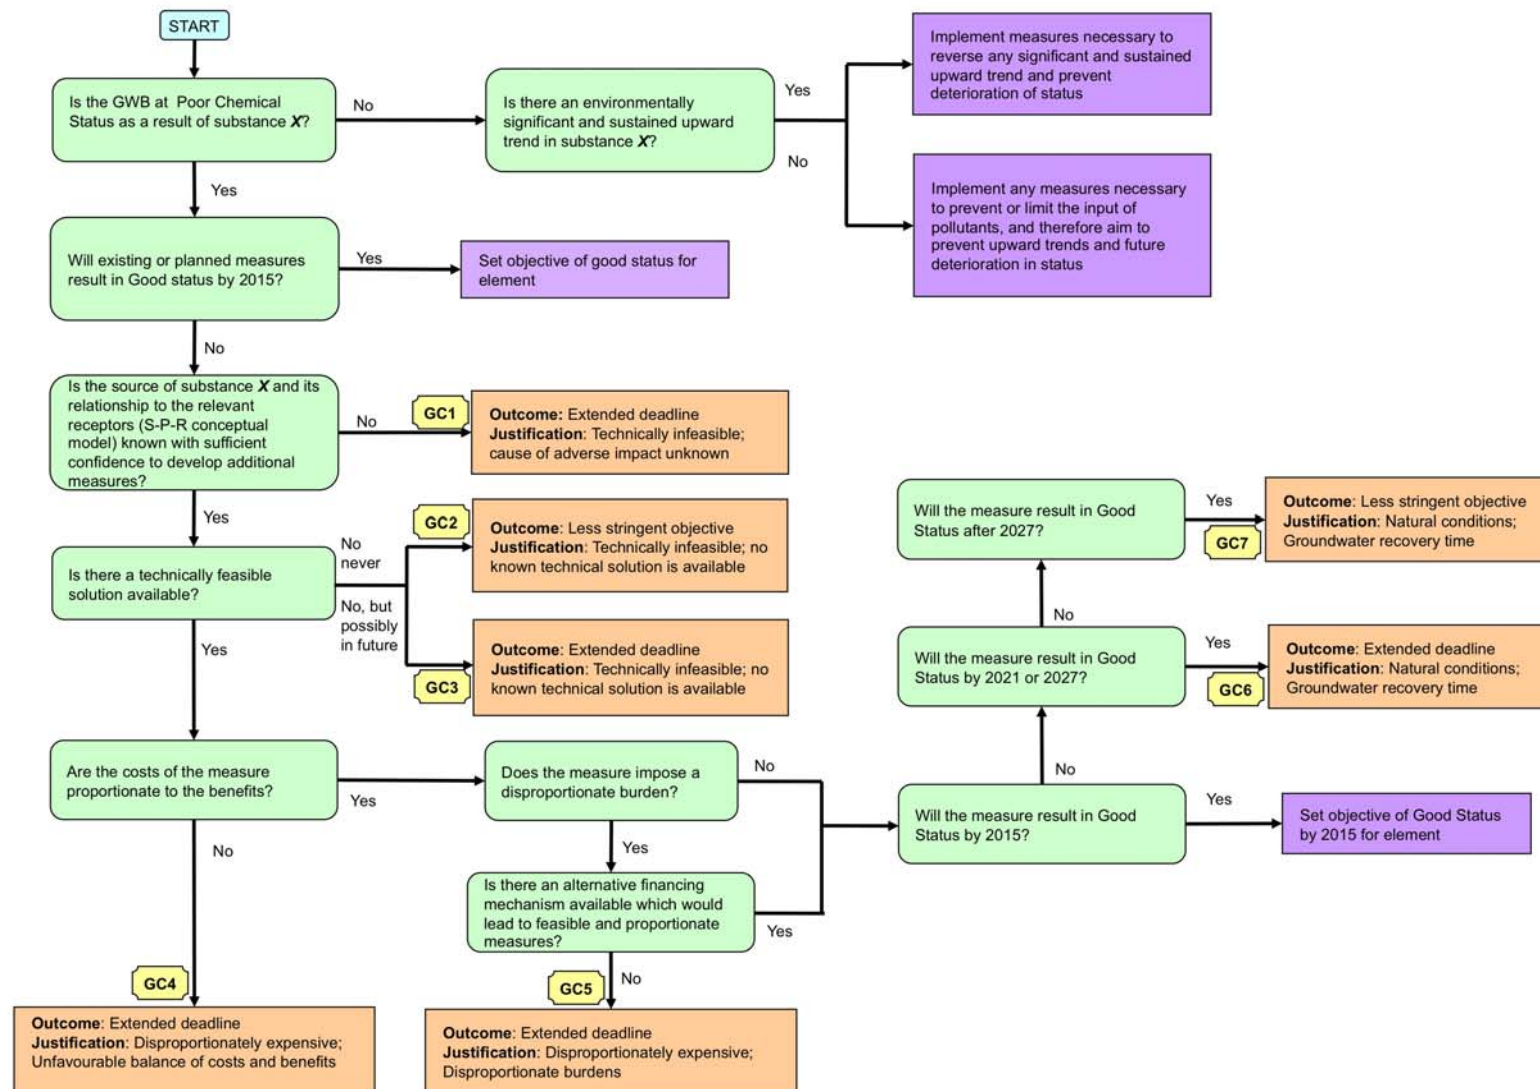 START
Is the GWB at Poor Chemical
Status as a result of substance X?
No
Is there an environmentally
significant and sustained upward
trend in substance X?
Yes
No
Implement measures necessary to
reverse any significant and sustained
upward trend and prevent
deterioration of status
Implement any measures necessary
to prevent or limit the input of
pollutants, and therefore aim to
prevent upward trends and future
deterioration in status
Yes
Will existing or planned measures
result in Good status by 2015?
Yes
Set objective of good status for
element
No
Is the source of substance X and its
relationship to the relevant
receptors (S-P-R conceptual
model) known with sufficient
confidence to develop additional
measures?
No
GC1
Outcome: Extended deadline
Justification: Technically infeasible;
cause of adverse impact unknown
Yes
Is there a technically feasible
solution available?
No
never
GC2
Outcome: Less stringent objective
Justification: Technically infeasible; no
known technical solution is available
No, but
possibly
in future
GC3
Outcome: Extended deadline
Justification: Technically infeasible; no
known technical solution is available
Yes
Are the costs of the measure
proportionate to the benefits?
Yes
Does the measure impose a
disproportionate burden?
No
Yes
Is there an alternative financing
mechanism available which would
lead to feasible and proportionate
measures?
Yes
No
GC5
Outcome: Extended deadline
Justification: Disproportionately expensive;
Disproportionate burdens
No
GC4
Outcome: Extended deadline
Justification: Disproportionately expensive;
Unfavourable balance of costs and benefits
Will the measure result in Good
Status by 2015?
Yes
Set objective of Good Status
by 2015 for element
No
Will the measure result in Good
Status by 2021 or 2027?
Yes
GC6
Outcome: Extended deadline
Justification: Natural conditions;
Groundwater recovery time
No
Will the measure result in Good
Status after 2027?
Yes
GC7
Outcome: Less stringent objective
Justification: Natural conditions;
Groundwater recovery time